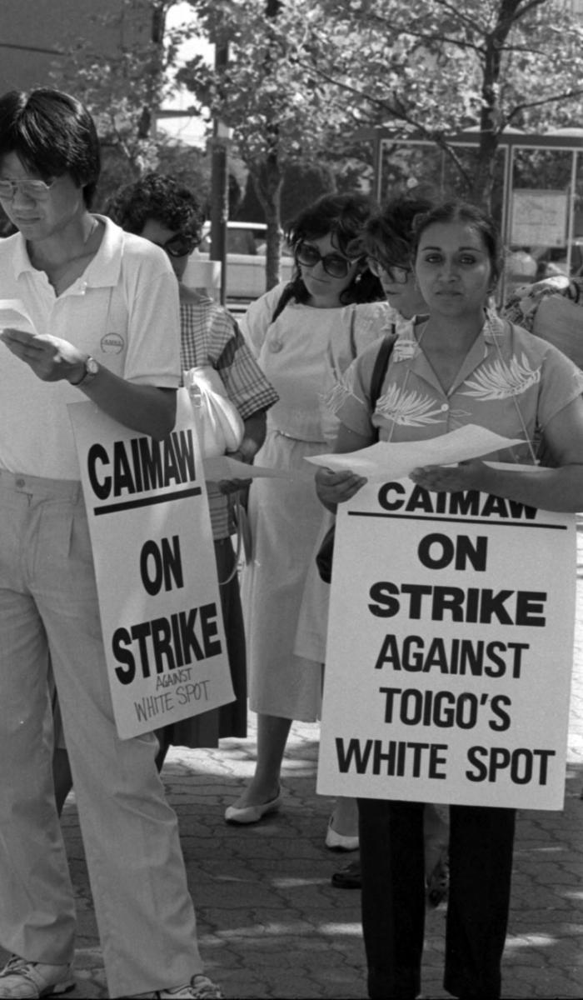 CAIMAW
ON
STRIKE
AGAINST
WHITE SPOT
CAIMAW
ON
STRIKE
AGAINST
TOIGO'S
WHITE SPOT